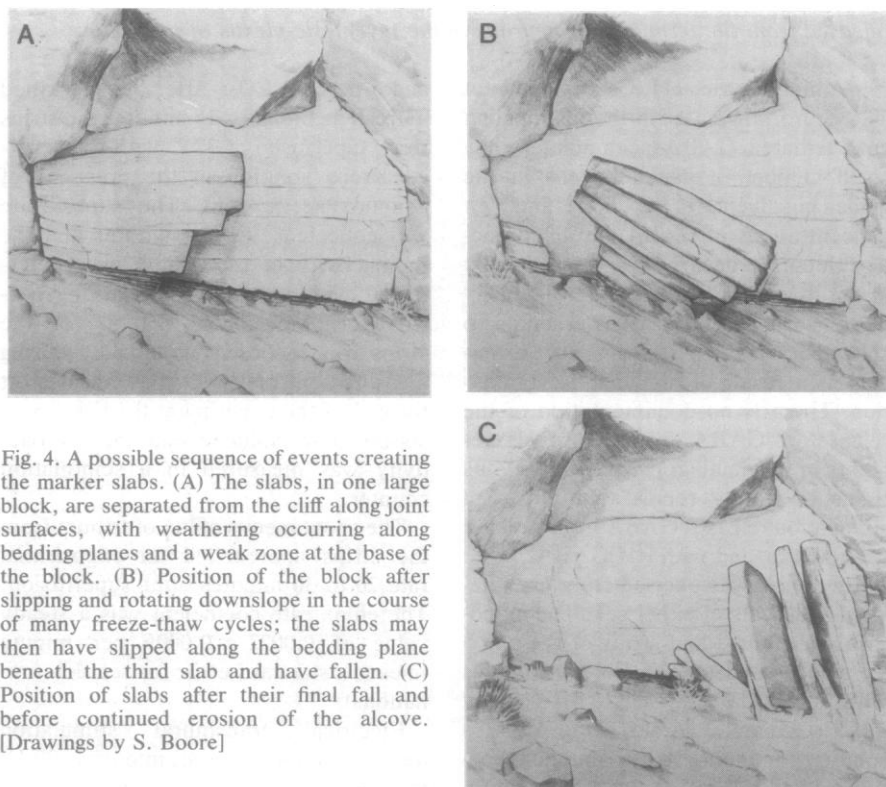 A
B
C
Fig. 4. A possible sequence of events creating
the marker slabs. (A) The slabs, in one large
block, are separated from the cliff along joint
surfaces, with weathering occurring along
bedding planes and a weak zone at the base of
the block. (B) Position of the block after
slipping and rotating downslope in the course
of many freeze-thaw cycles; the slabs may
then have slipped along the bedding plane
beneath the third slab and have fallen. (C)
Position of slabs after their final fall and
before continued erosion of the alcove.
[Drawings by S. Boore]